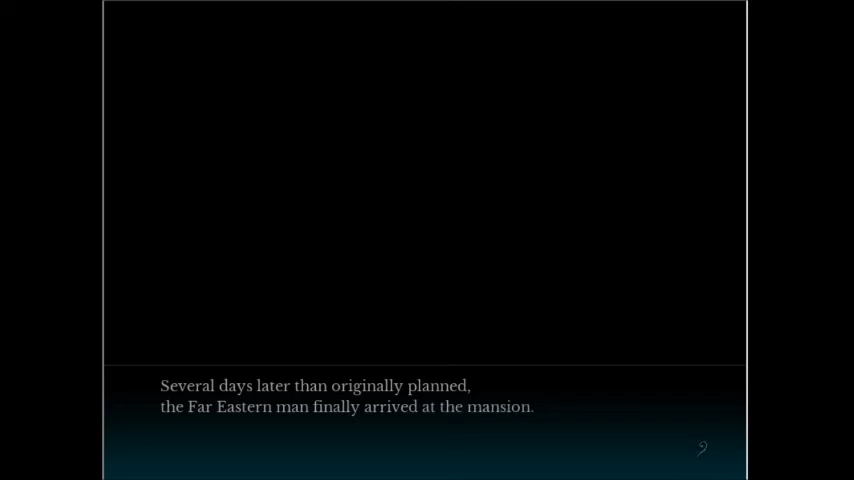 Several days later than originally planned,
the Far Eastern man finally arrived at the mansion.